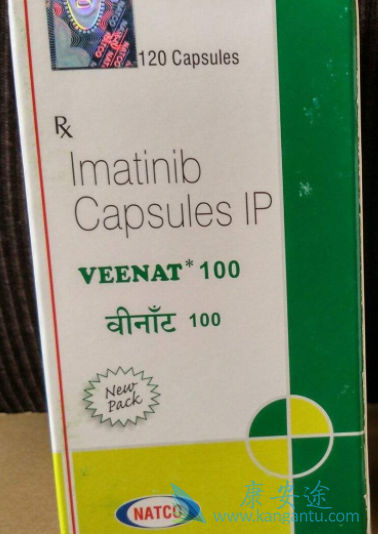 120 Capsules
Rx
Imatinib
Capsules IP
VEENAT* 100
वीनॉंट 100
New
Pack
NATCO
康安途
www.kangantu.com